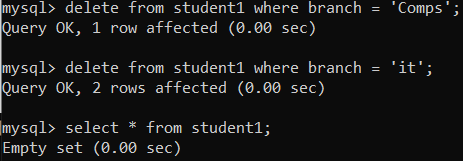 mysql> delete from student1 where branch = 'Comps';
Query OK, 1 row affected (0.00 sec)
mysql> delete from student1 where branch = 'it';
Query OK, 2 rows affected (0.00 sec)
mysql> select * from student1;
Empty set (0.00 sec)